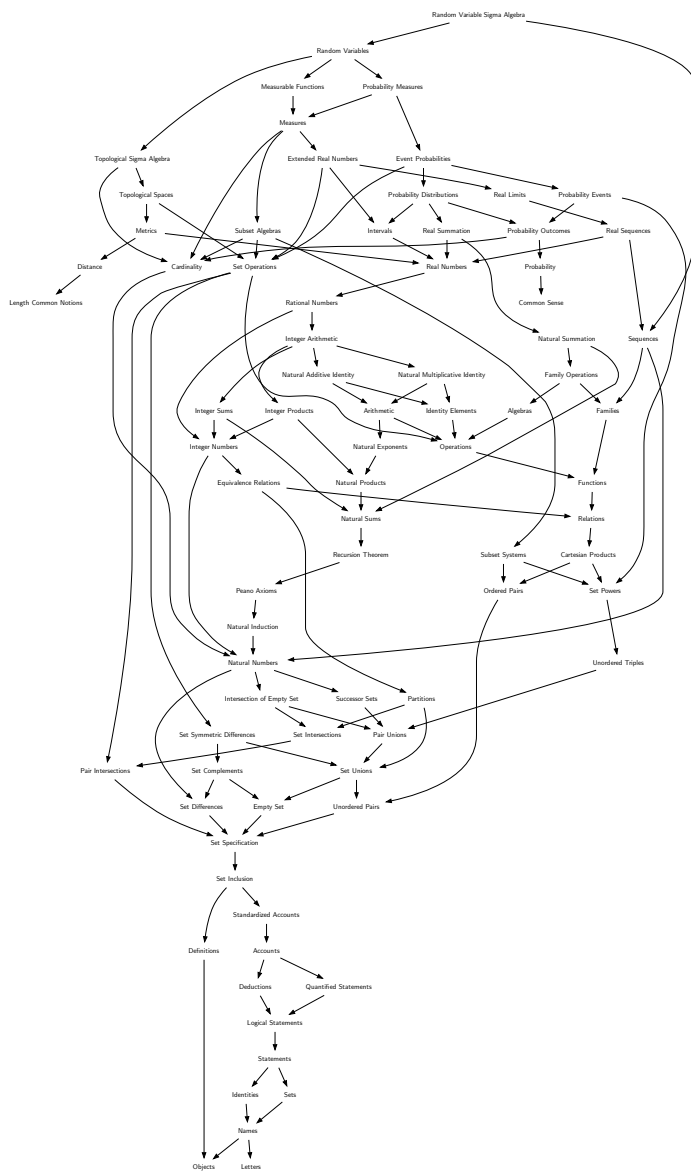 Random Variable Sigma Algebra
Random Variables
Measurable Functions
Probability Measures
Measures
Topological Sigma Algebra
Extended Real Numbers
Event Probabilities
Topological Spaces
Probability Distributions
Real Limits
Probability Events
Metrics
Subset Algebras
Intervals
Real Summation
Probability Outcomes
Real Sequences
Distance
Cardinality
Set Operations
Real Numbers
Probability
Length Common Notions
Rational Numbers
Common Sense
Integer Arithmetic
Natural Summation
Sequences
Natural Additive Identity
Natural Multiplicative Identity
Family Operations
Integer Sums
Integer Products
Arithmetic
Identity Elements
Algebras
Families
Integer Numbers
Natural Exponents
Operations
Equivalence Relations
Natural Products
Functions
Natural Sums
Relations
Recursion Theorem
Subset Systems
Cartesian Products
Peano Axioms
Ordered Pairs
Set Powers
Natural Induction
Natural Numbers
Unordered Triples
Intersection of Empty Set
Successor Sets
Partitions
Set Symmetric Differences
Set Intersections
Pair Unions
Pair Intersections
Set Complements
Set Unions
Set Differences
Empty Set
Unordered Pairs
Set Specification
Set Inclusion
Standardized Accounts
Definitions
Accounts
Deductions
Quantified Statements
Logical Statements
Statements
Identities
Sets
Names
Objects
Letters